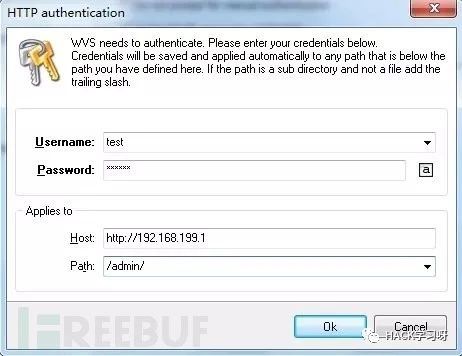 HTTP authentication
WVS needs to authenticate. Please enter your credentials below.
Credentials will be saved and applied automatically to any path that is below the
path you have defined here. If the path is a sub directory and not a file add the
trailing slash.
Username: test
Password: ******
a
Applies to
Host: http://192.168.199.1
Path: /admin/
Ok Cancel
FREEBUF
HACK学习呀